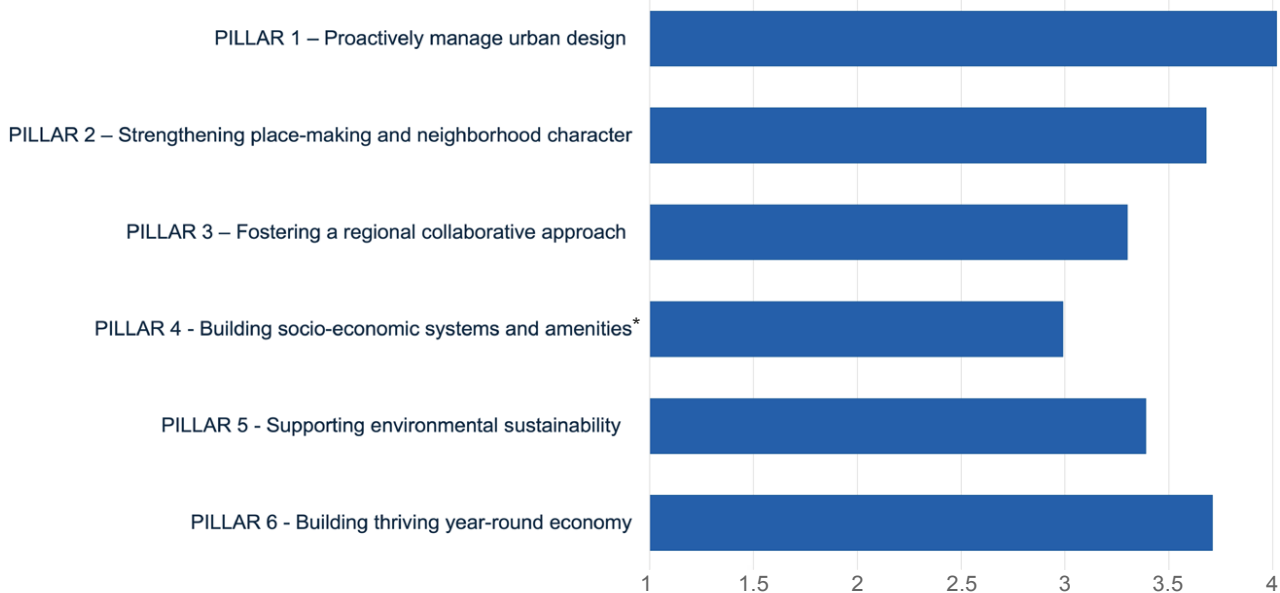 PILLAR 1 – Proactively manage urban design
PILLAR 2 – Strengthening place-making and neighborhood character
PILLAR 3 – Fostering a regional collaborative approach
PILLAR 4 - Building socio-economic systems and amenities*
PILLAR 5 - Supporting environmental sustainability
PILLAR 6 - Building thriving year-round economy
1 1.5 2 2.5 3 3.5 4